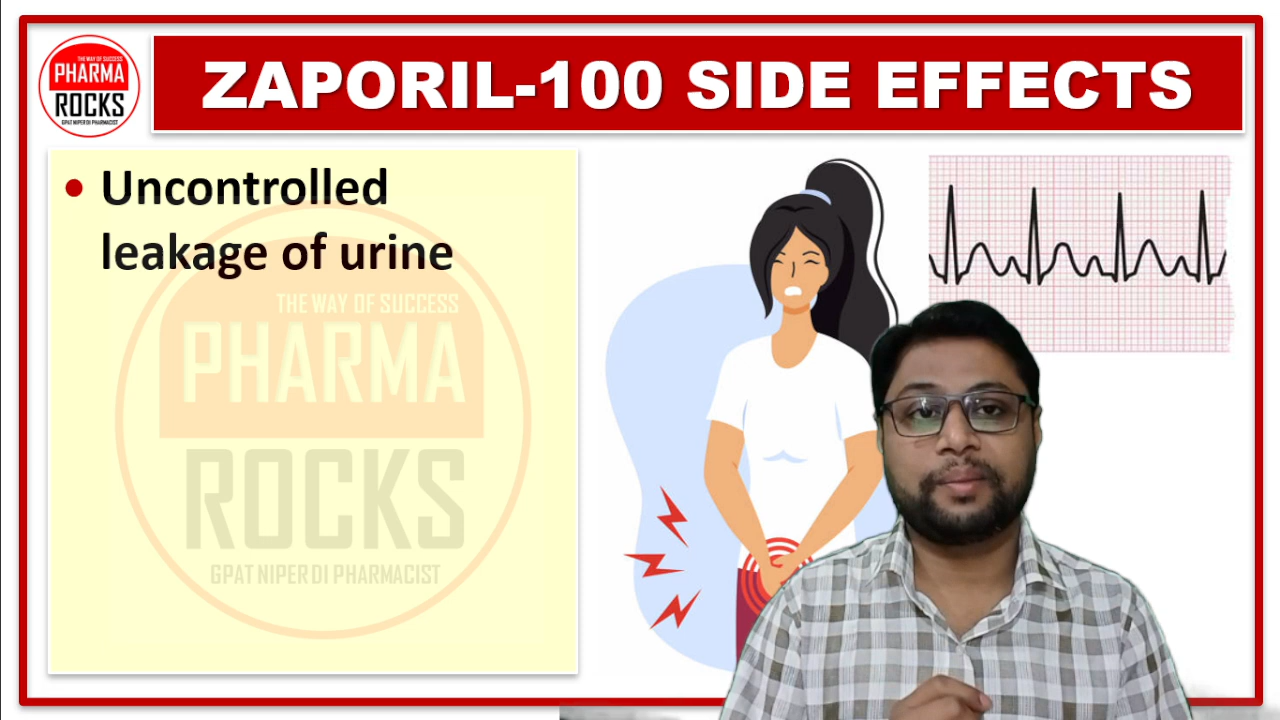 THE WAY OF SUCCESS
PHARMA
ROCKS
GPAT NIPER DI PHARMACIST
ZAPORIL-100 SIDE EFFECTS
• Uncontrolled
leakage of urine
THE WAY OF SUCCESS
PHARMA
ROCKS
GPAT NIPER DI PHARMACIST